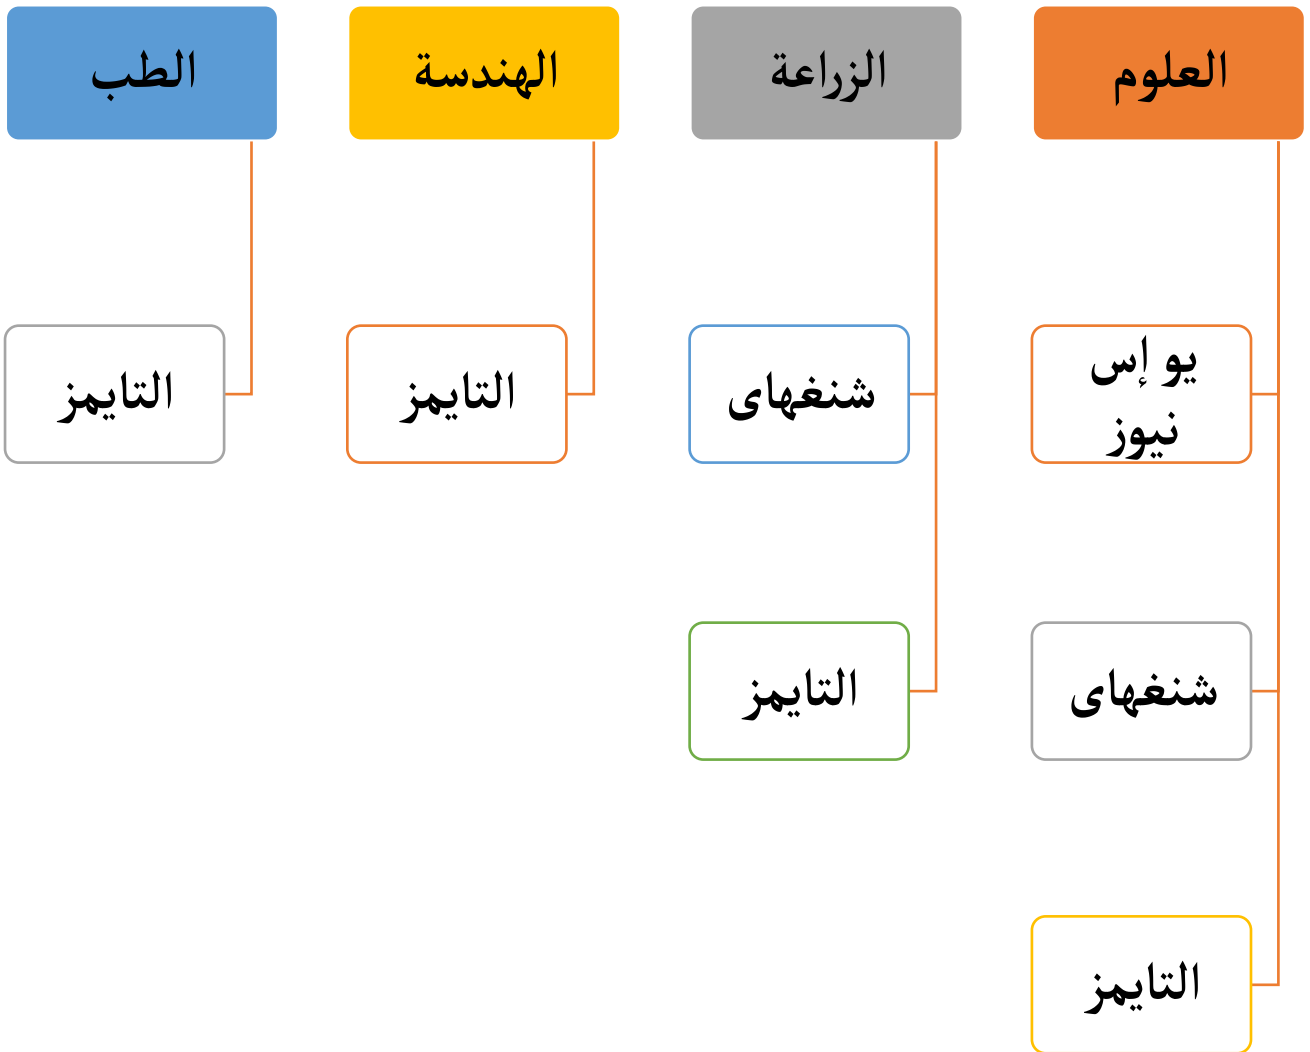 العلوم
يو إس
نيوز
شنغهاى
التايمز
الزراعة
شنغهاى
التايمز
الهندسة
التايمز
الطب
التايمز